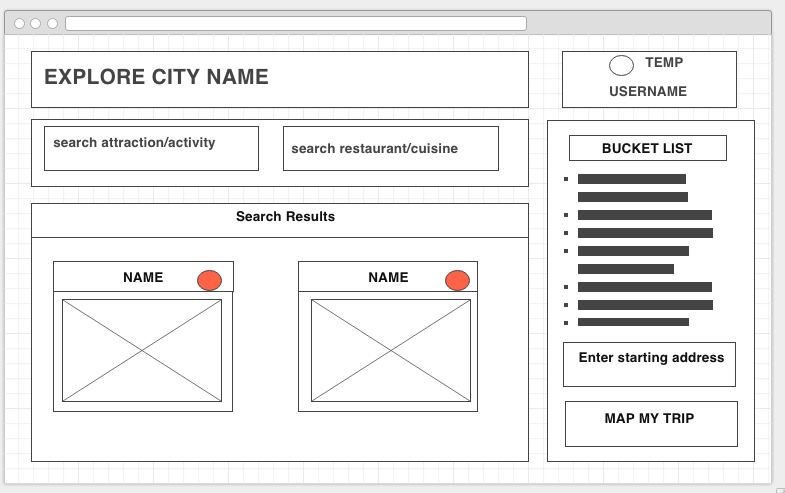 EXPLORE CITY NAME
TEMP
USERNAME
search attraction/activity
search restaurant/cuisine
Search Results
NAME
NAME
BUCKET LIST
Enter starting address
MAP MY TRIP